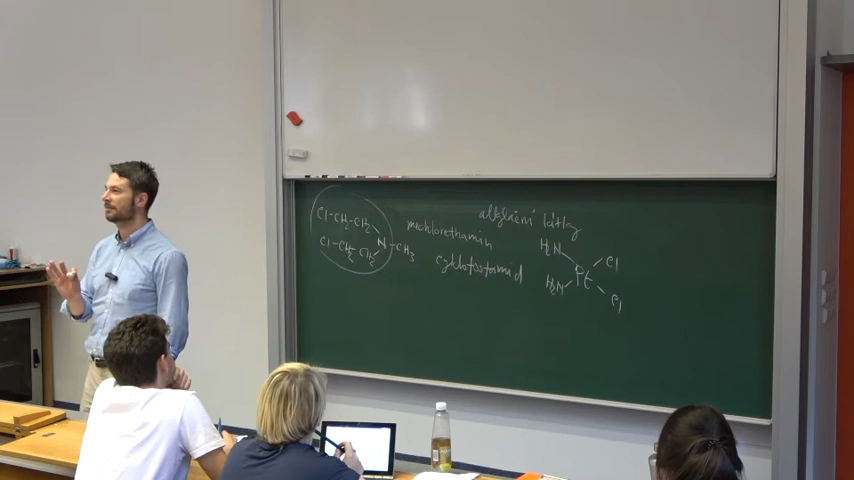 alkylační látky
Cl-CH2-CH2
Cl-CH2-CH2
N-CH3
mechlorethamin
cyklofosfamid
H3N
Cl
Pt
H3N
Cl